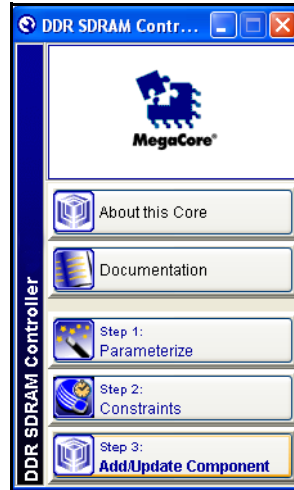 DDR SDRAM Contr...
MegaCore®
About this Core
Documentation
DDR SDRAM Controller
Step 1:
Parameterize
Step 2:
Constraints
Step 3:
Add/Update Component